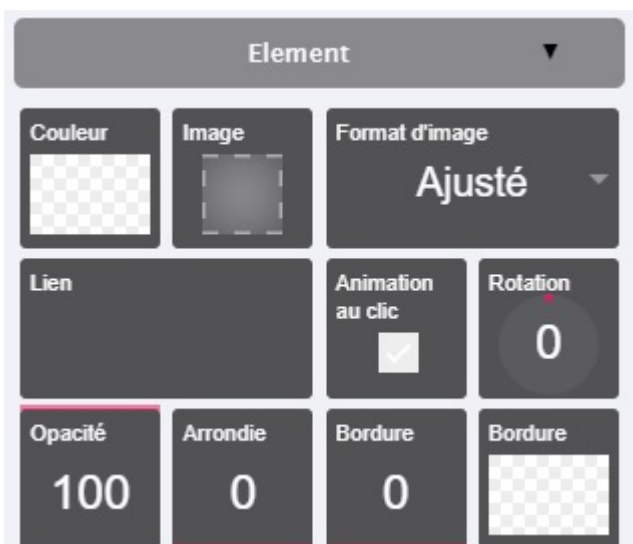 Element
Couleur
Image
Format d'image
Ajusté
Lien
Animation
au clic
Rotation
0
Opacité
100
Arrondie
0
Bordure
0
Bordure